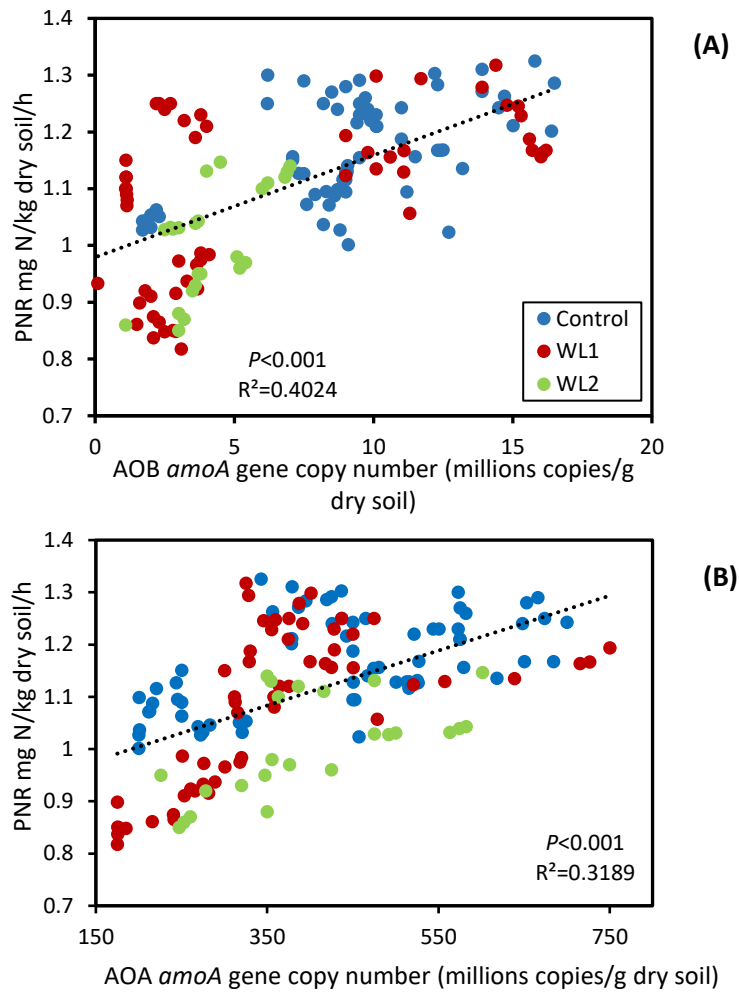 (A)
PNR mg N/kg dry soil/h
1.4
1.3
1.2
1.1
1
0.9
0.8
0.7
P<0.001
R²=0.4024
Control
WL1
WL2
0 5 10 15 20
AOB amoA gene copy number (millions copies/g
dry soil)
(B)
PNR mg N/kg dry soil/h
1.4
1.3
1.2
1.1
1
0.9
0.8
0.7
P<0.001
R²=0.3189
150 350 550 750
AOA amoA gene copy number (millions copies/g dry soil)